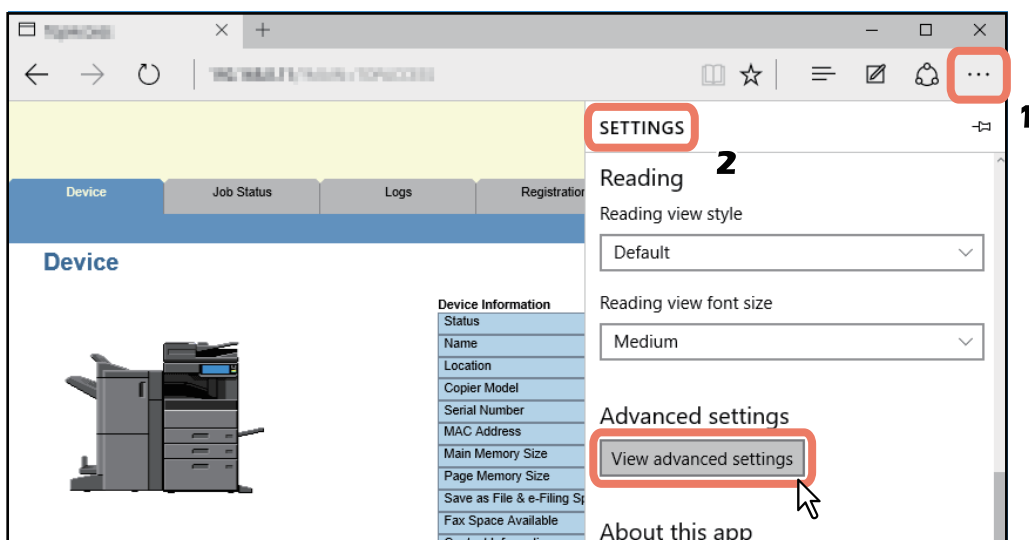 1
SETTINGS
2
Device
Job Status
Logs
Registration
Reading
Reading view style
Default
Reading view font size
Medium
Advanced settings
View advanced settings
About this app
Device
Device Information
Status
Name
Location
Copier Model
Serial Number
MAC Address
Main Memory Size
Page Memory Size
Save as File & e-Filing Sp
Fax Space Available